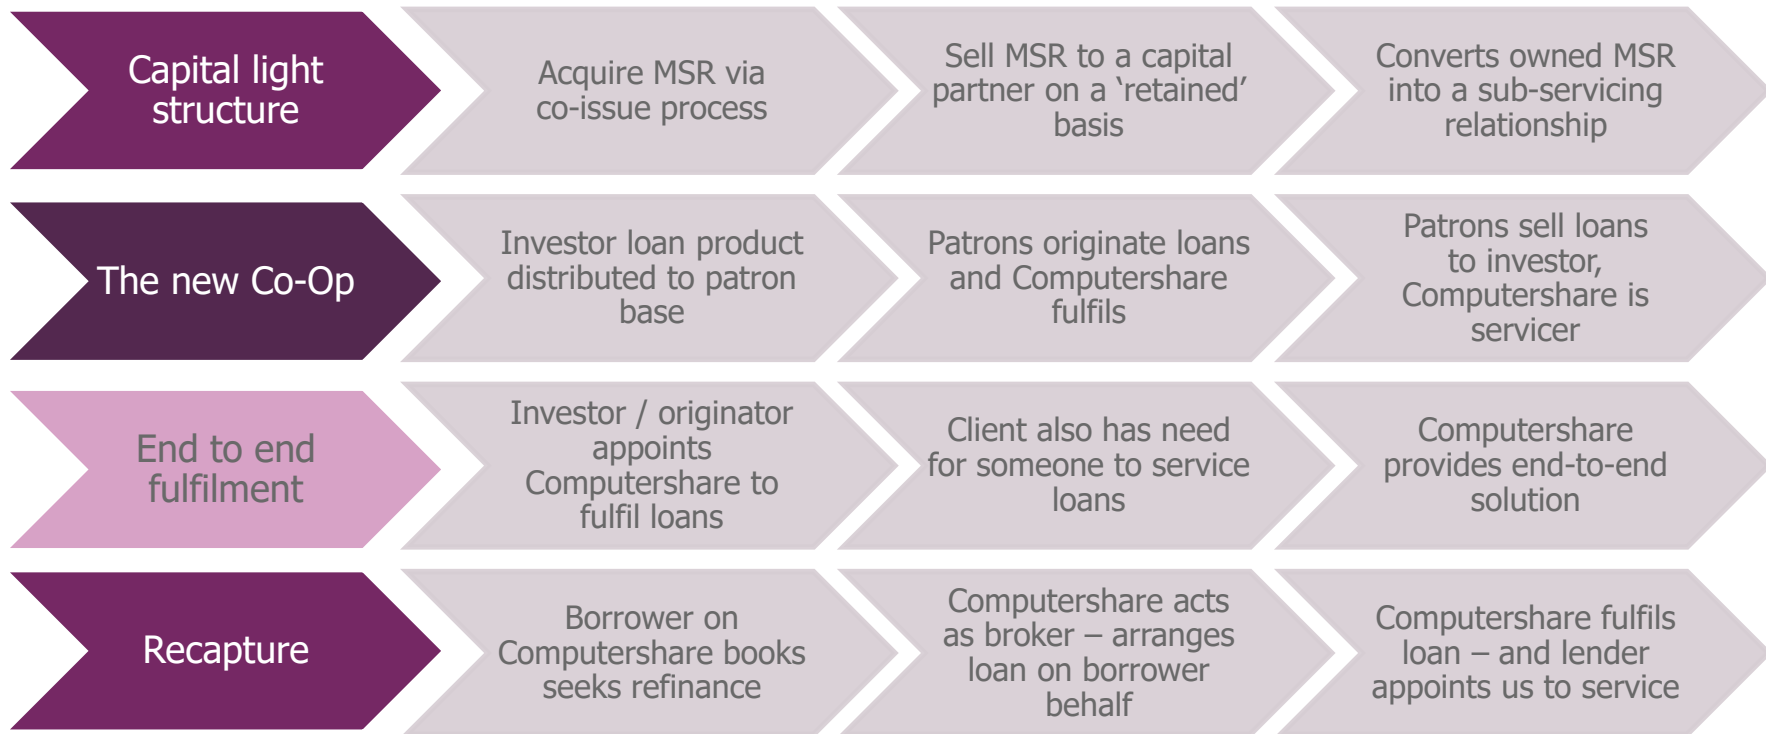 Capital light
structure
Acquire MSR via
co-issue process
Sell MSR to a capital
partner on a ‘retained’
basis
Converts owned MSR
into a sub-servicing
relationship
The new Co-Op
Investor loan product
distributed to patron
base
Patrons originate loans
and Computershare
fulfils
Patrons sell loans
to investor,
Computershare is
servicer
End to end
fulfilment
Investor / originator
appoints
Computershare to
fulfil loans
Client also has need
for someone to service
loans
Computershare
provides end-to-end
solution
Recapture
Borrower on
Computershare books
seeks refinance
Computershare acts
as broker – arranges
loan on borrower
behalf
Computershare fulfils
loan – and lender
appoints us to service